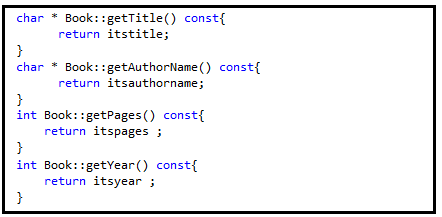 char * Book::getTitle() const{
return itstitle;
}
char * Book::getAuthorName() const{
return itsauthorname;
}
int Book::getPages() const{
return itspages ;
}
int Book::getYear() const{
return itsyear ;
}